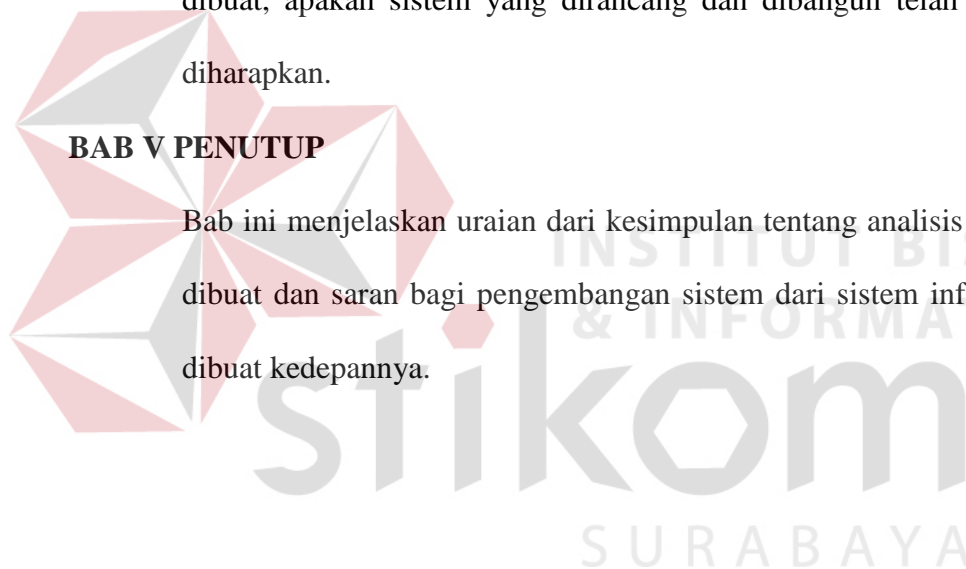 dibuat, apakah sistem yang dirancang dan dibangun telah
diharapkan.
BAB V PENUTUP
Bab ini menjelaskan uraian dari kesimpulan tentang analisis
dibuat dan saran bagi pengembangan sistem dari sistem inf
dibuat kedepannya.
INSTITUT BIS
& INFORMA
stikom
SURABAYA